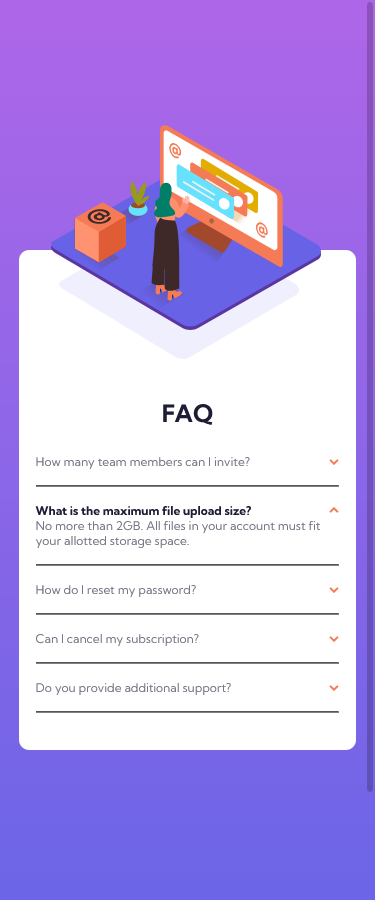 @
@
@
FAQ
How many team members can I invite?
What is the maximum file upload size?
No more than 2GB. All files in your account must fit
your allotted storage space.
How do I reset my password?
Can I cancel my subscription?
Do you provide additional support?